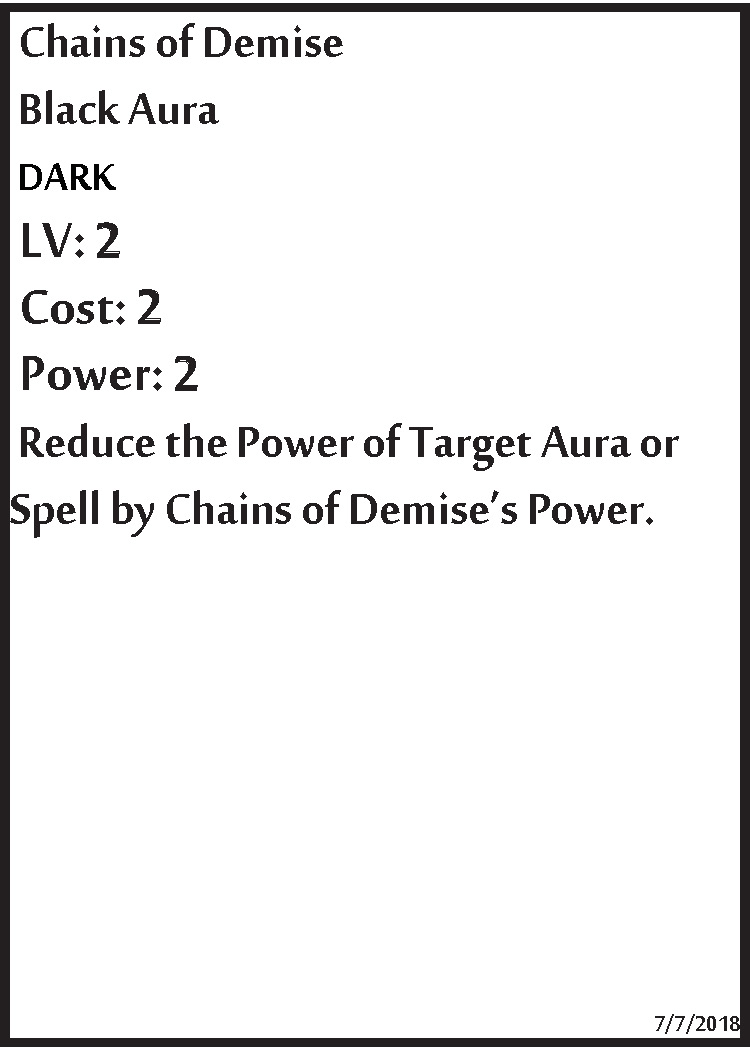 Chains of Demise
Black Aura
DARK
LV: 2
Cost: 2
Power: 2
Reduce the Power of Target Aura or
Spell by Chains of Demise’s Power.
7/7/2018